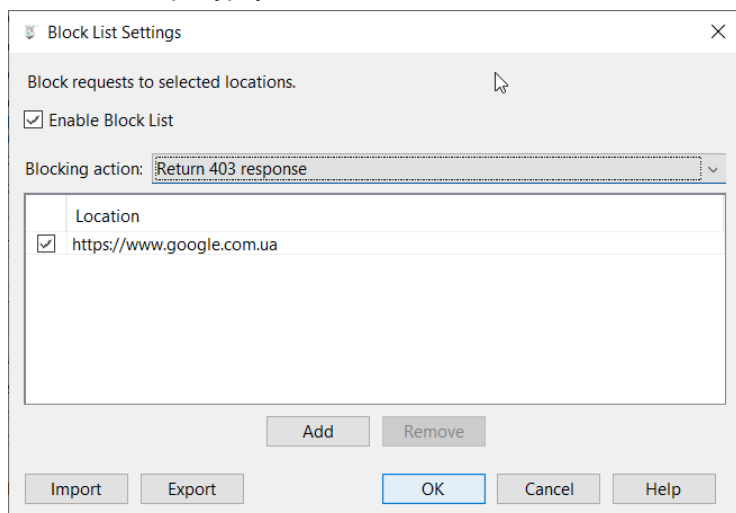 Block List Settings
Block requests to selected locations.
Enable Block List
Blocking action: Return 403 response
Location
https://www.google.com.ua
Add Remove
Import Export OK Cancel Help